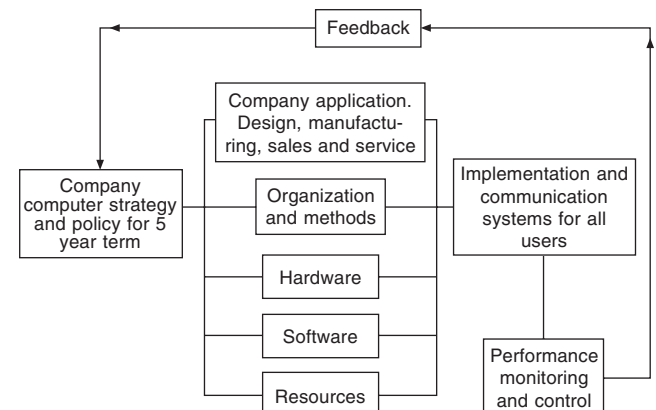 Feedback
Company application.
Design, manufactu-
ring, sales and service
Company
computer strategy
and policy for 5
year term
Organization
and methods
Implementation and
communication
systems for all
users
Hardware
Software
Resources
Performance
monitoring
and control